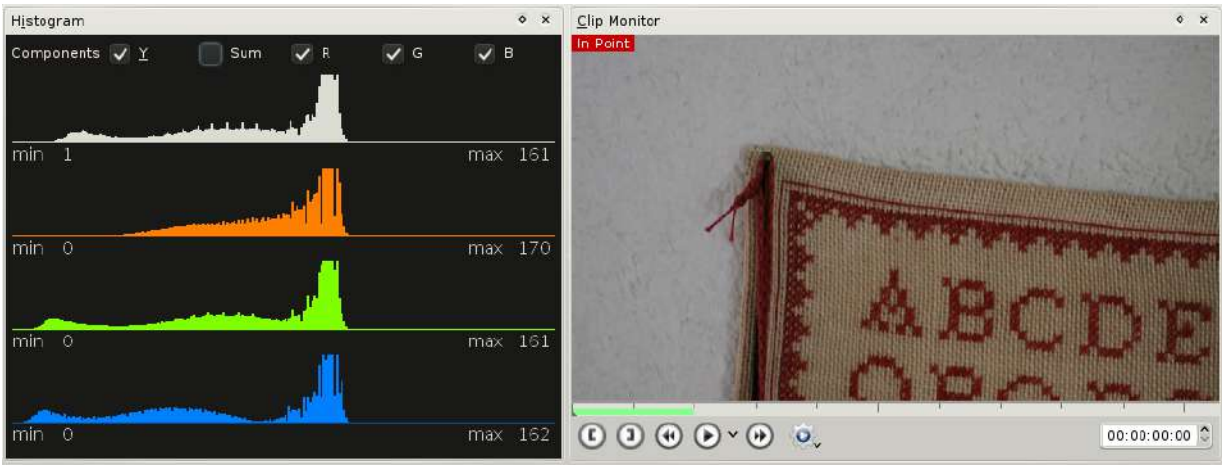 Histogram
Components Y Sum R G B
min 1 max 161
min 0 max 170
min 0 max 161
min 0 max 162
Clip Monitor
In Point
ABCDE
00:00:00:00